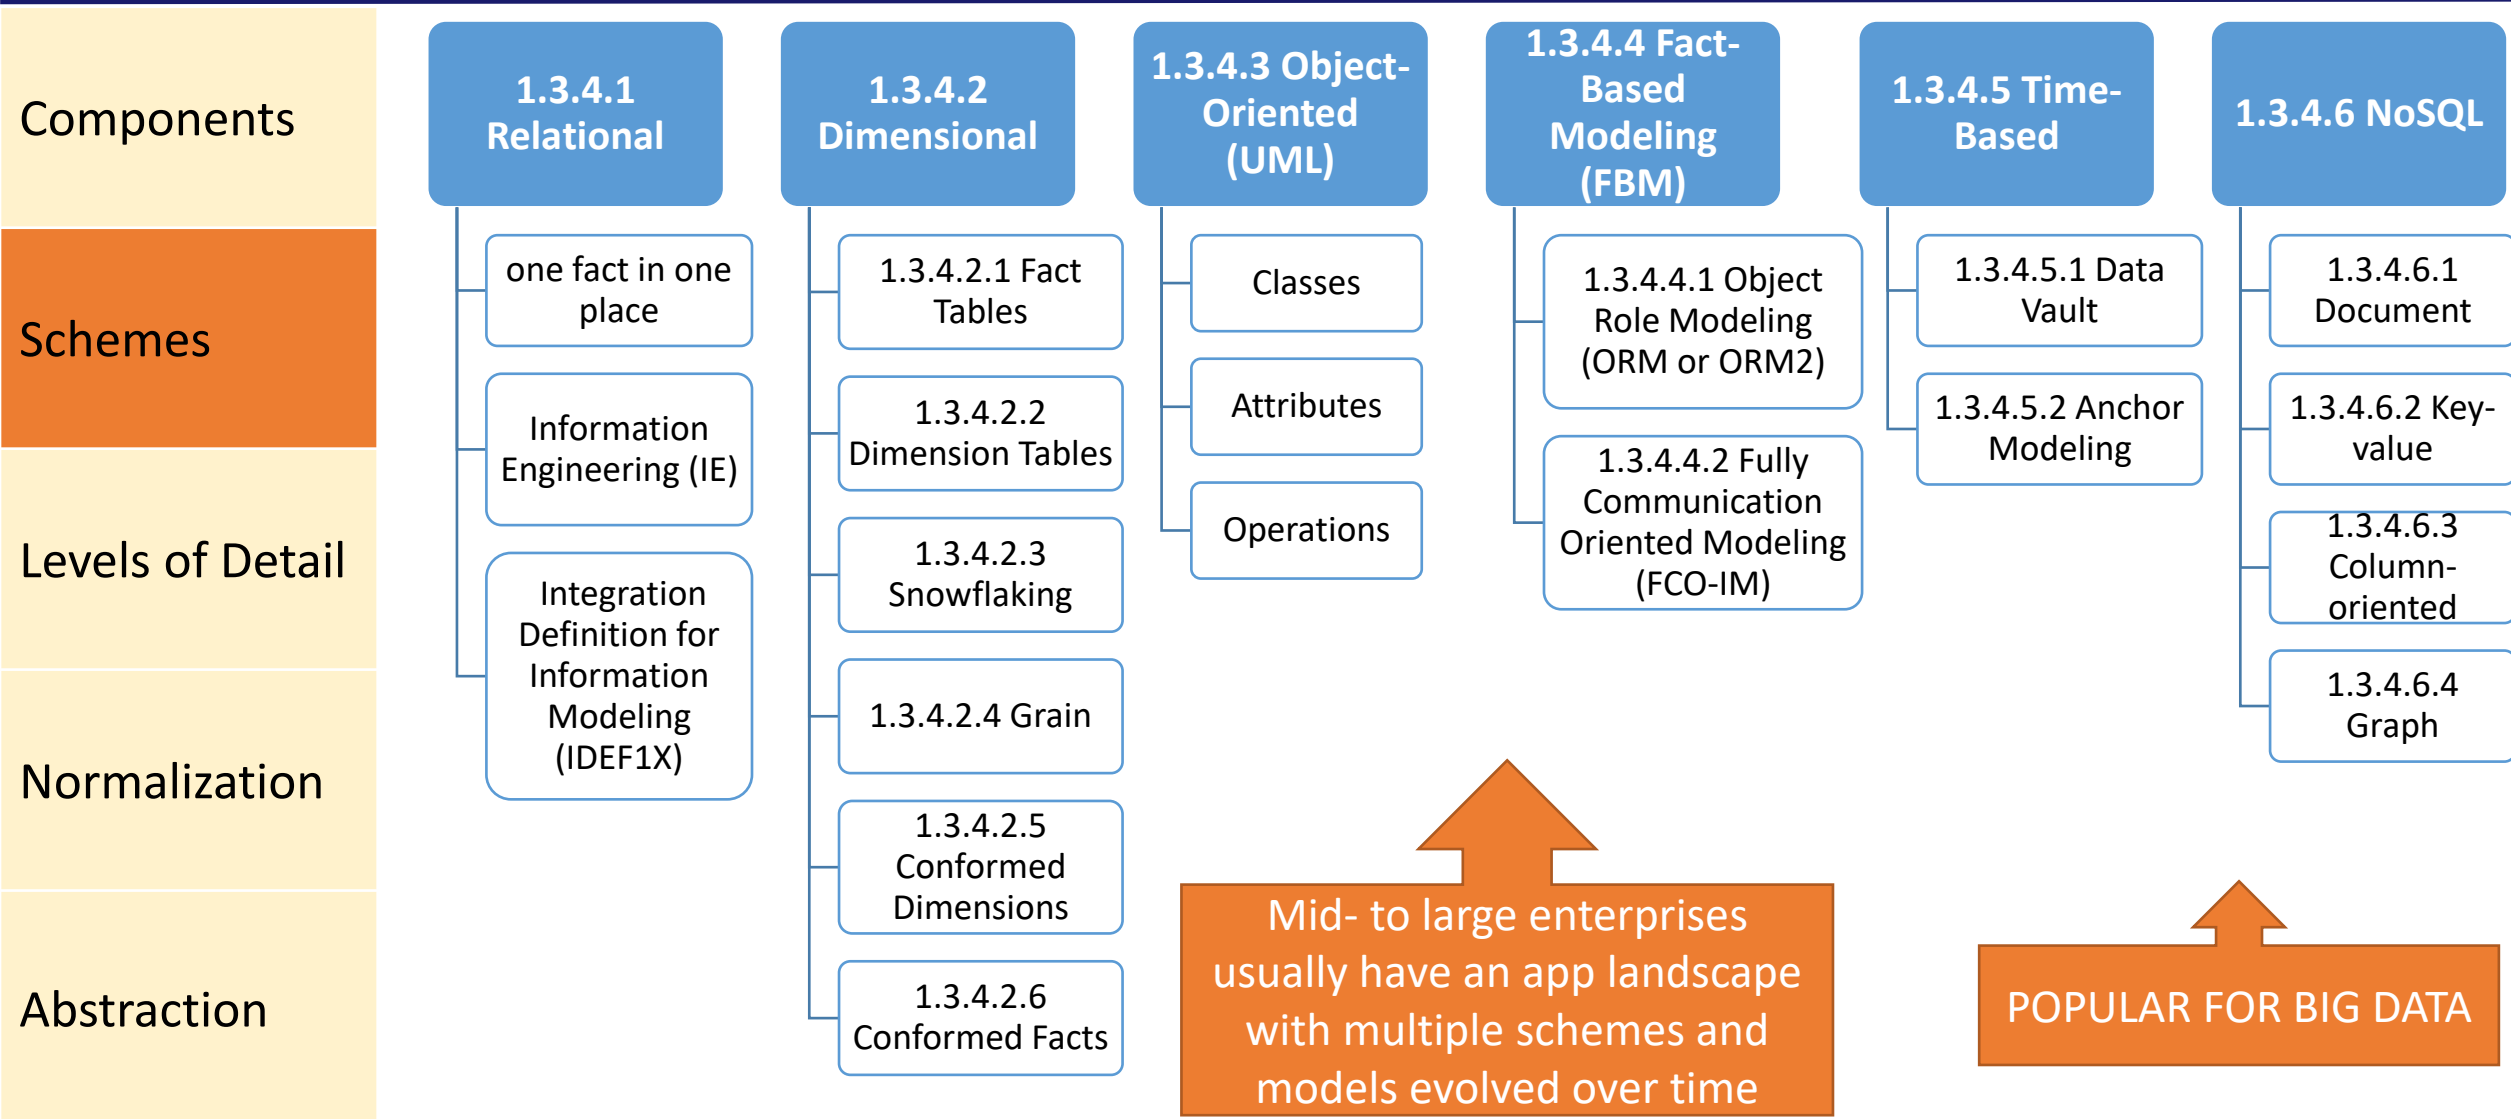 Components
Schemes
Levels of Detail
Normalization
Abstraction
1.3.4.1
Relational
one fact in one
place
Information
Engineering (IE)
Integration
Definition for
Information
Modeling
(IDEF1X)
1.3.4.2
Dimensional
1.3.4.2.1 Fact
Tables
1.3.4.2.2
Dimension Tables
1.3.4.2.3
Snowflaking
1.3.4.2.4 Grain
1.3.4.2.5
Conformed
Dimensions
1.3.4.2.6
Conformed Facts
1.3.4.3 Object-
Oriented
(UML)
Classes
Attributes
Operations
1.3.4.4 Fact-
Based
Modeling
(FBM)
1.3.4.4.1 Object
Role Modeling
(ORM or ORM2)
1.3.4.4.2 Fully
Communication
Oriented Modeling
(FCO-IM)
1.3.4.5 Time-
Based
1.3.4.5.1 Data
Vault
1.3.4.5.2 Anchor
Modeling
1.3.4.6 NoSQL
1.3.4.6.1
Document
1.3.4.6.2 Key-
value
1.3.4.6.3
Column-
oriented
1.3.4.6.4
Graph
Mid- to large enterprises
usually have an app landscape
with multiple schemes and
models evolved over time
POPULAR FOR BIG DATA